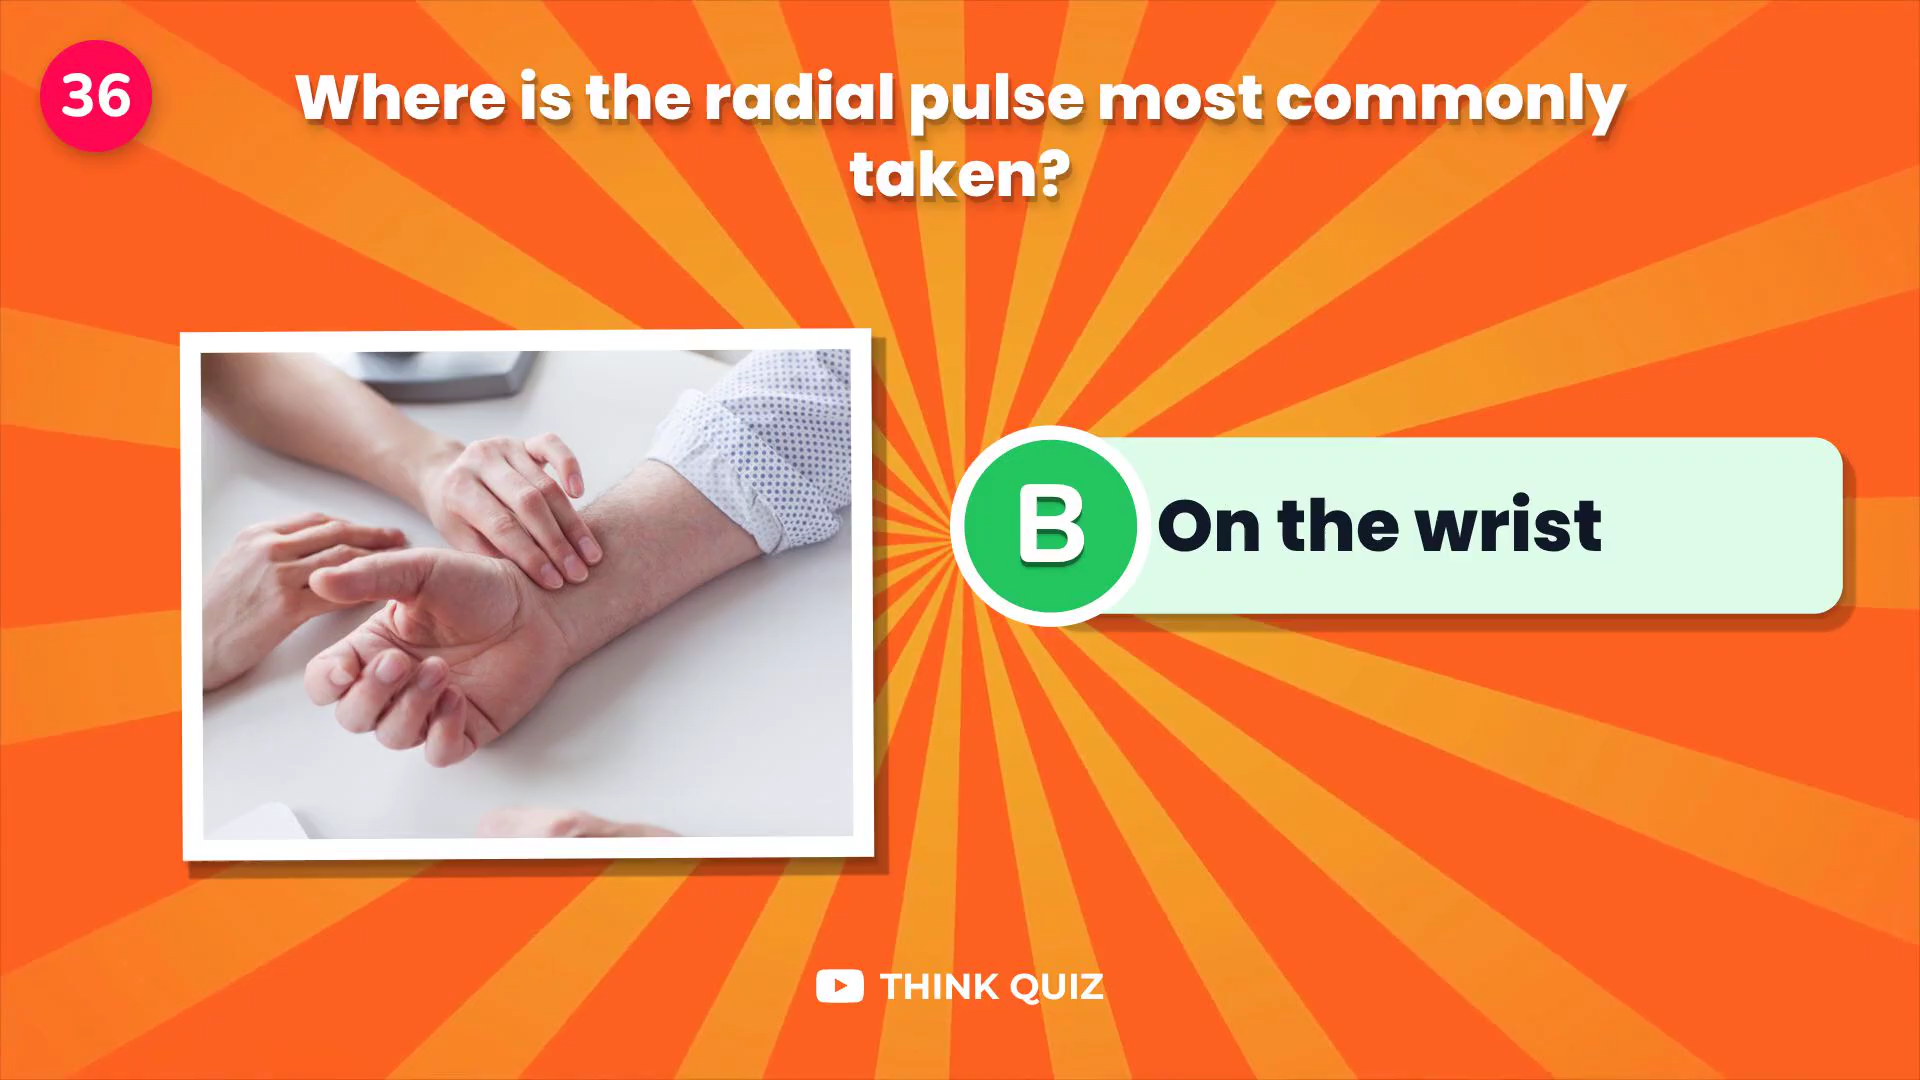 36
Where is the radial pulse most commonly
taken?
B
On the wrist
THINK QUIZ